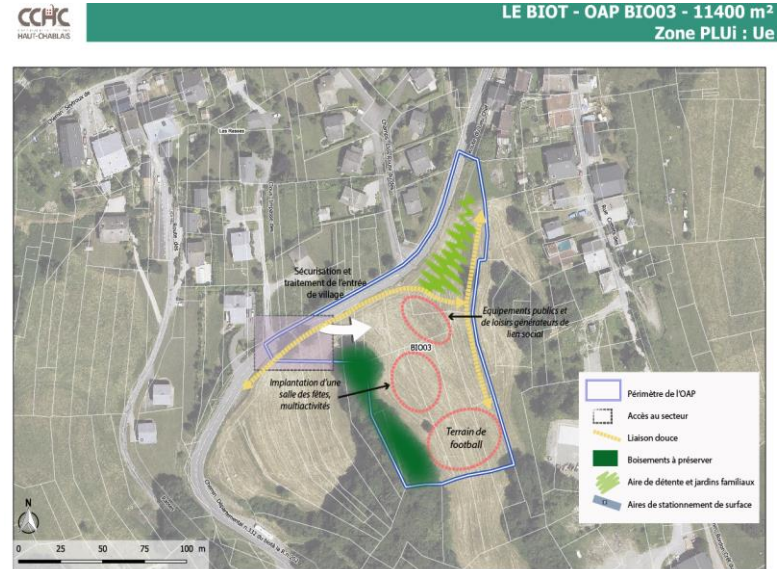 CCHC
HAUT-CHABLAIS
LE BIOT - OAP BIO03 - 11400 m²
Zone PLUi : Ue
Les Rasses
Sécurisation et
traitement de l'entrée
de village
Equipements publics et
de loisirs générateurs de
lien social
BIO03
Implantation d'une
salle des fêtes,
multiactivités
Terrain de
football
Périmètre de l'OAP
Accès au secteur
Liaison douce
Boisements à préserver
Aire de détente et jardins familiaux
Aires de stationnement de surface
N
0 25 50 75 100 m